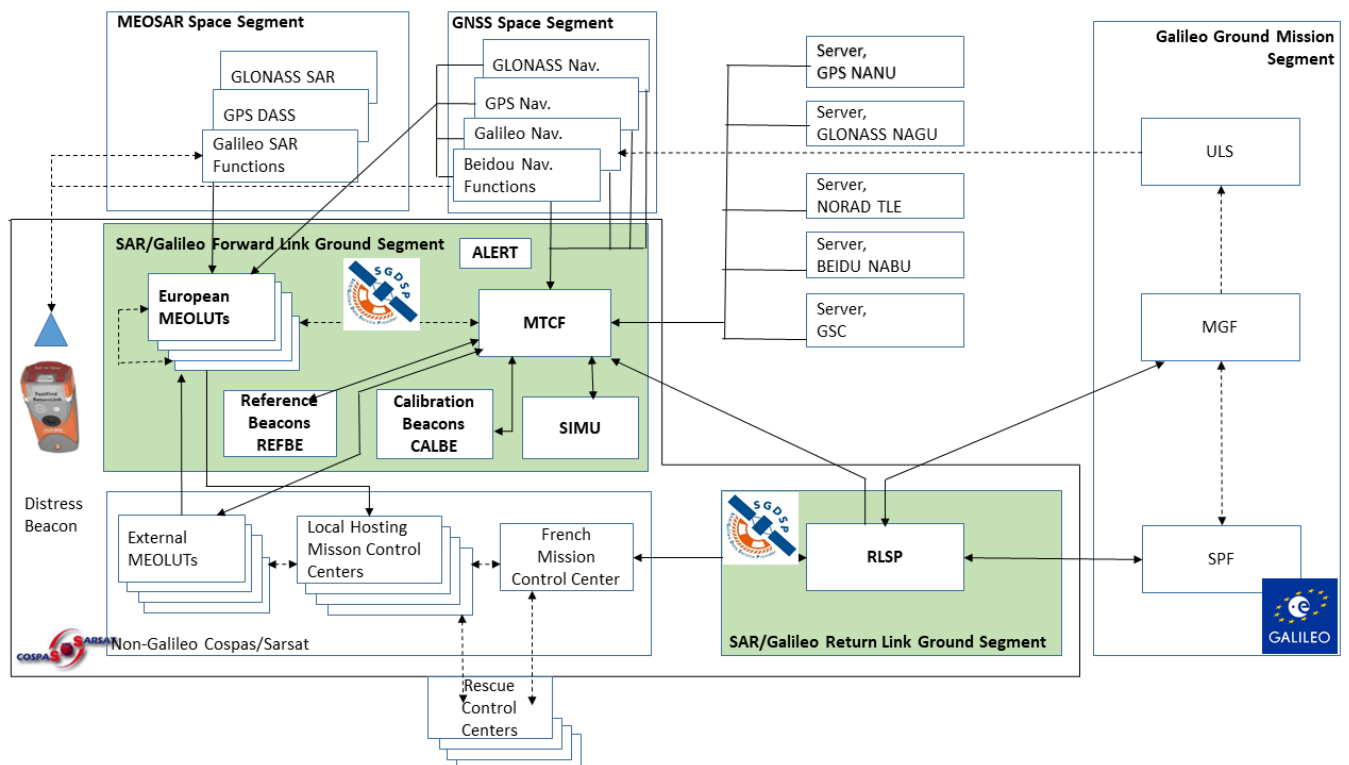 MEOSAR Space Segment
GLONASS SAR
GPS DASS
Galileo SAR
Functions
GNSS Space Segment
GLONASS Nav.
GPS Nav.
Galileo Nav.
Beidou Nav.
Functions
Server,
GPS NANU
Server,
GLONASS NAGU
Server,
NORAD TLE
Server,
BEIDU NABU
Server,
GSC
Galileo Ground Mission
Segment
ULS
MGF
SPF
GALILEO
SAR/Galileo Forward Link Ground Segment
ALERT
European
MEOLUTs
SGDSP
MTCF
Reference
Beacons
REFBE
Calibration
Beacons
CALBE
SIMU
Distress
Beacon
External
MEOLUTs
Local Hosting
Misson Control
Centers
French
Mission
Control Center
COSPAS
SARSAT
Non-Galileo Cospas/Sarsat
SGDSP
RLSP
SAR/Galileo Return Link Ground Segment
Rescue
Control
Centers